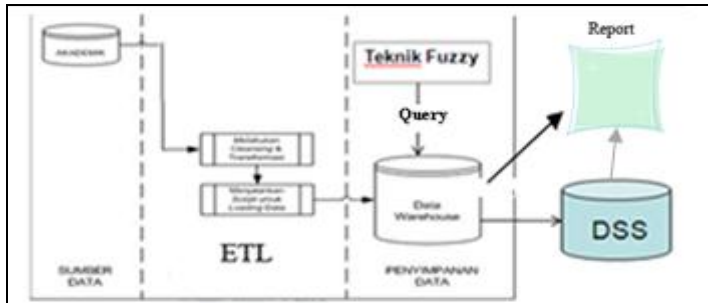 AKADEMIK
Melakukan
Cleansing &
Transformasi
Menjalankan
Script untuk
Loading Data
ETL
SUMBER
DATA
Teknik Fuzzy
Query
Data
Warehouse
PENYIMPANAN
DATA
Report
DSS